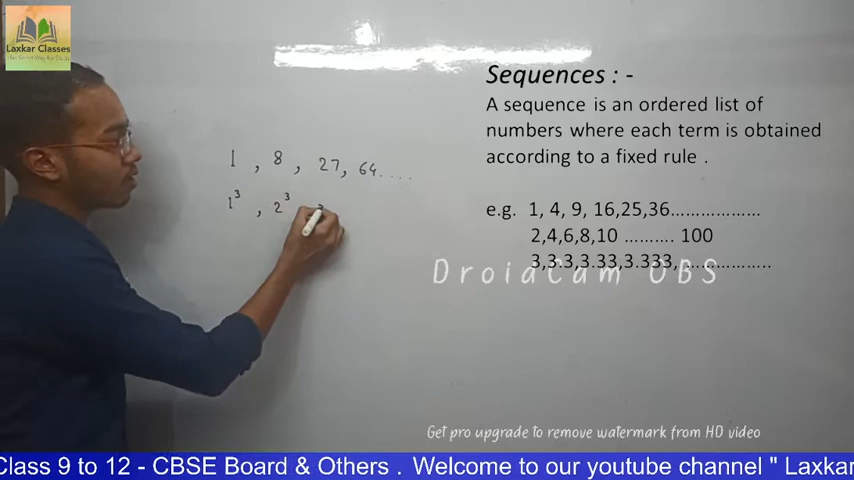 Laxkar Classes
Sequences : -
A sequence is an ordered list of
numbers where each term is obtained
according to a fixed rule .
1 , 8 , 27, 64....
1³ , 2³
e.g. 1, 4, 9, 16,25,36..................
2,4,6,8,10 ......... 100
3,3.3,3.33,3.333, ...............
DroidCam OBS
Get pro upgrade to remove watermark from HD video
Class 9 to 12 - CBSE Board & Others . Welcome to our youtube channel " Laxkar